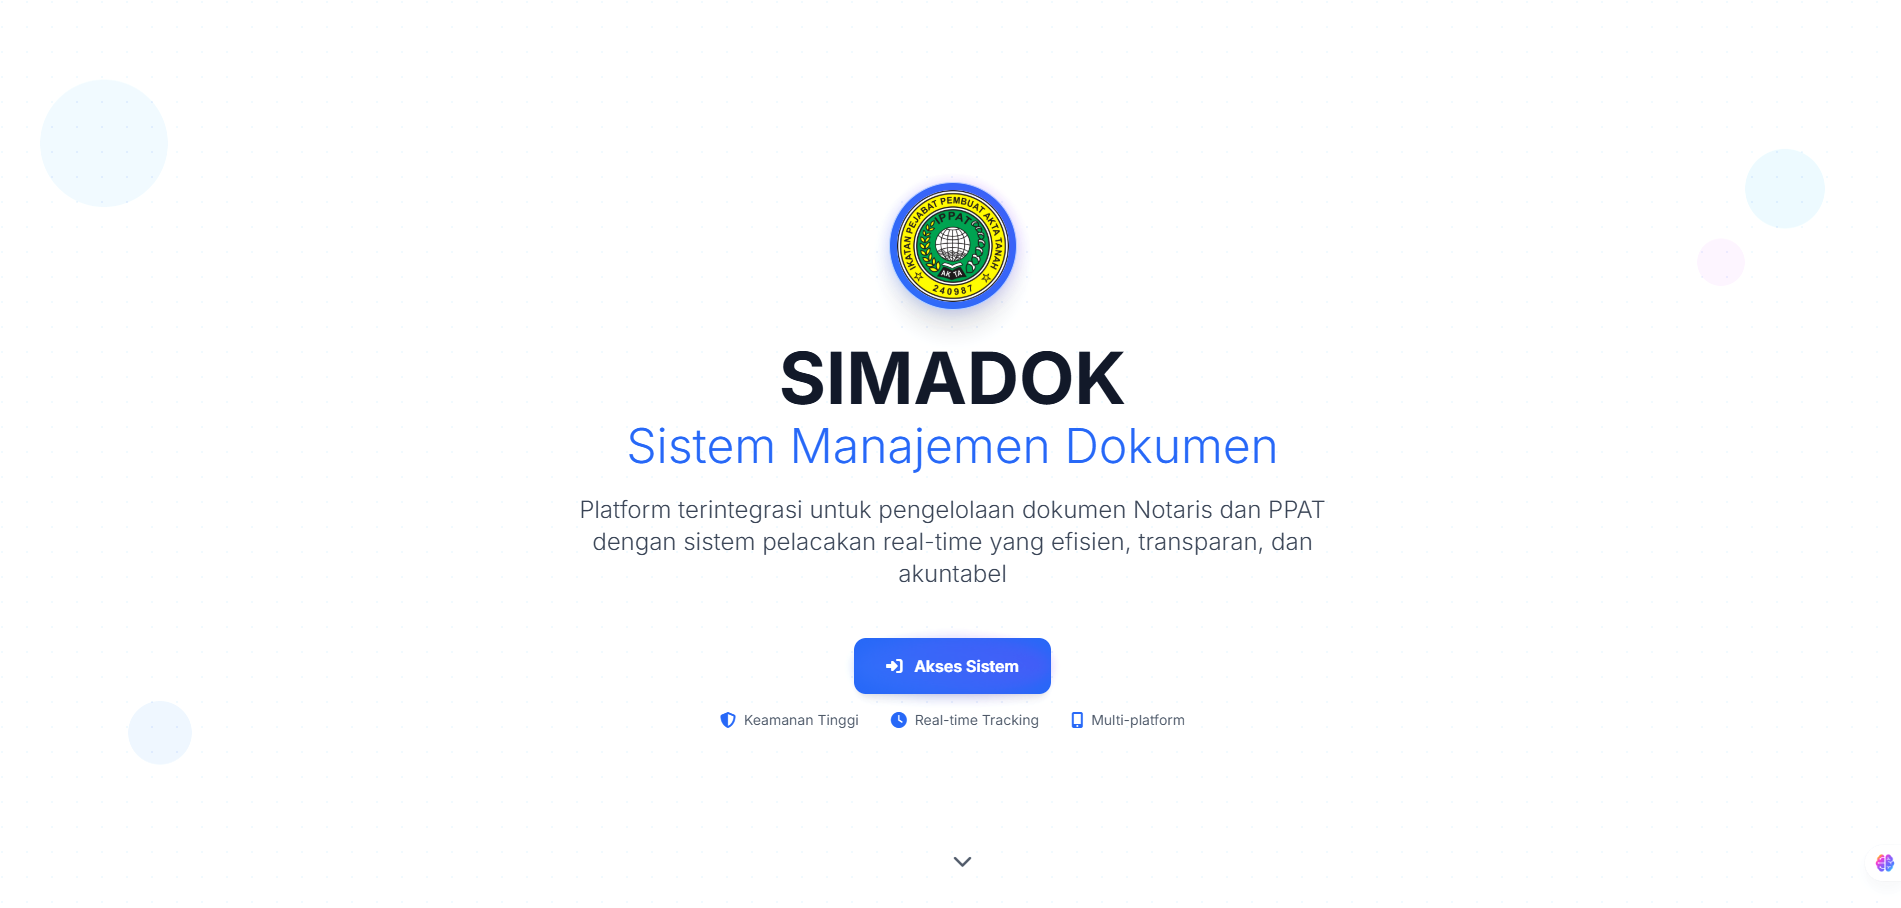 IKATAN PEJABAT PEMBUAT AKTA TANAH
IPPAT
AK TA
240987
SIMADOK
Sistem Manajemen Dokumen
Platform terintegrasi untuk pengelolaan dokumen Notaris dan PPAT
dengan sistem pelacakan real-time yang efisien, transparan, dan
akuntabel
Akses Sistem
Keamanan Tinggi
Real-time Tracking
Multi-platform